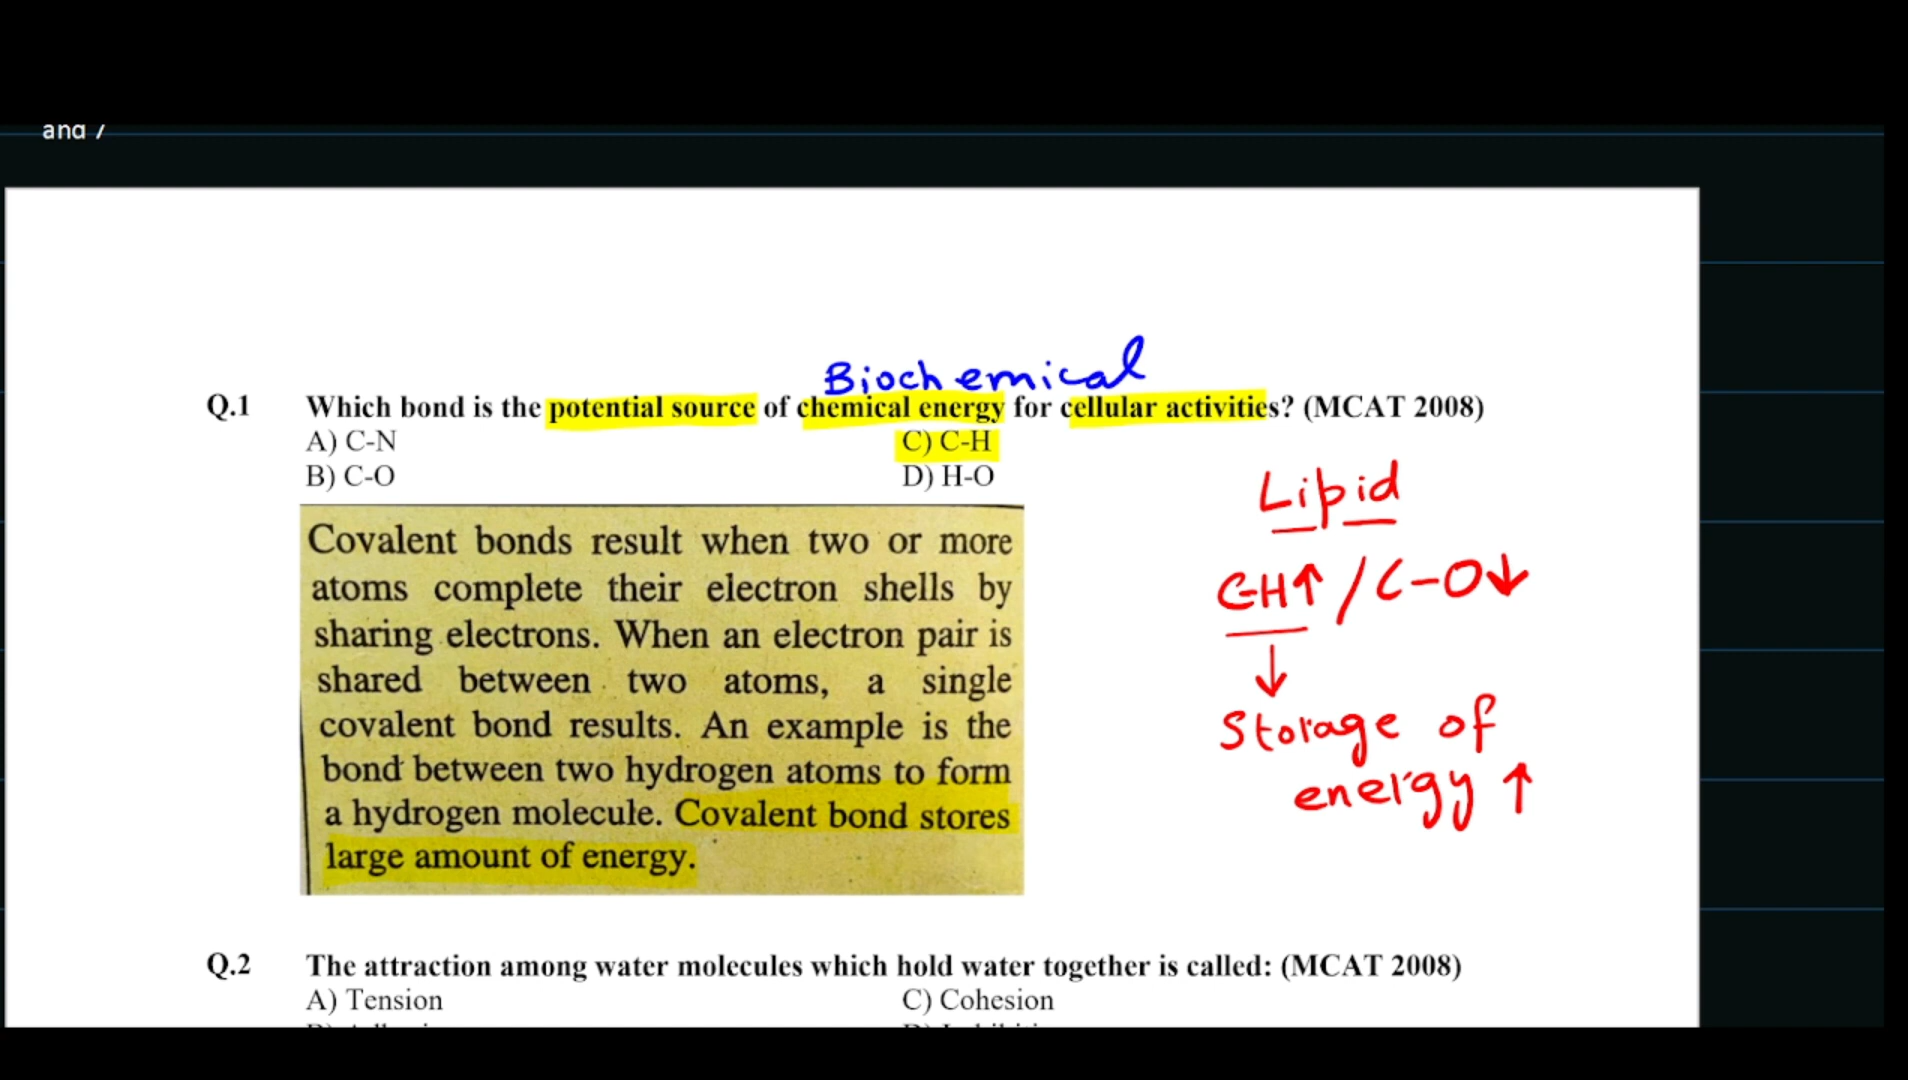 and 7
Biochemical
Q.1 Which bond is the potential source of chemical energy for cellular activities? (MCAT 2008)
A) C-N C) C-H
B) C-O D) H-O
Lipid
C-H↑ / C-O↓
↓
Storage of
energy ↑
Covalent bonds result when two or more
atoms complete their electron shells by
sharing electrons. When an electron pair is
shared between two atoms, a single
covalent bond results. An example is the
bond between two hydrogen atoms to form
a hydrogen molecule. Covalent bond stores
large amount of energy.
Q.2 The attraction among water molecules which hold water together is called: (MCAT 2008)
A) Tension C) Cohesion